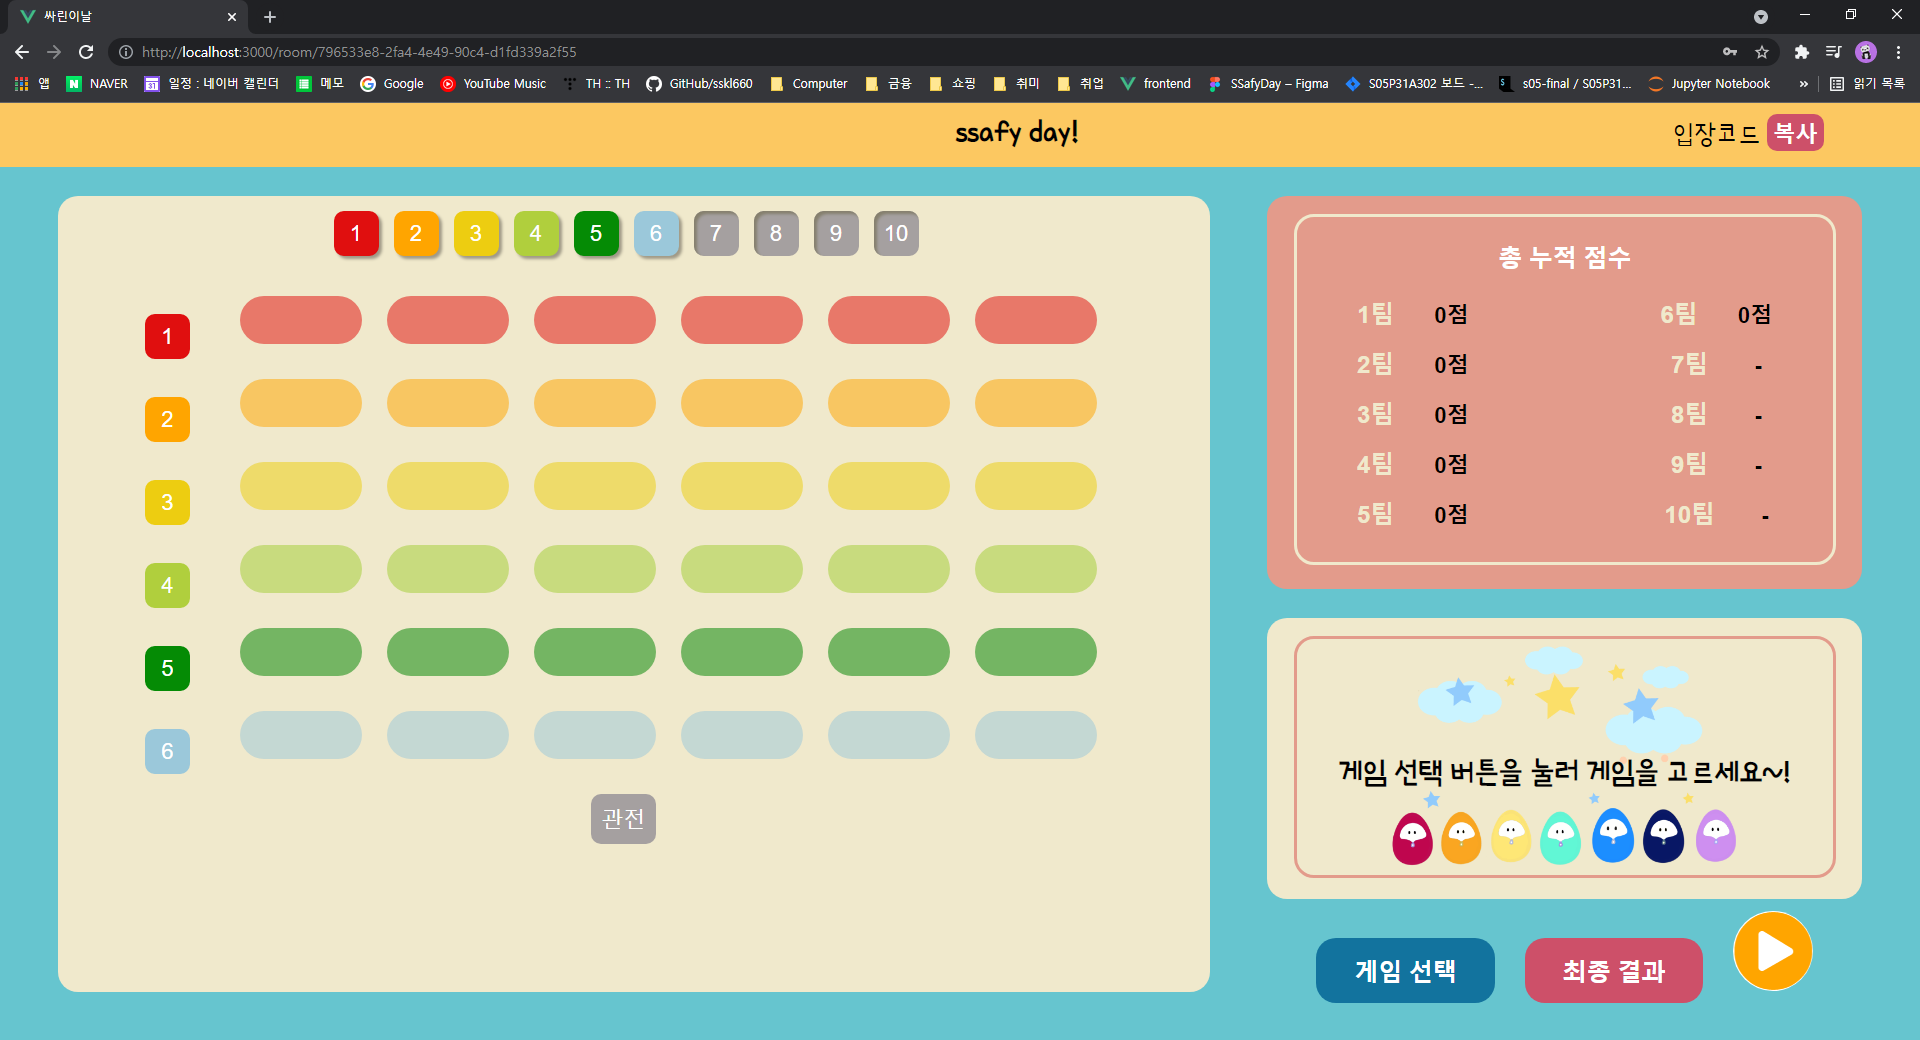 싸린이날
http://localhost:3000/room/796533e8-2fa4-4e49-90c4-d1fd339a2f55
앱 NAVER 31 일정 : 네이버 캘린더 메모 Google YouTube Music TH :: TH GitHub/sskl660 Computer 금융 쇼핑 취미 취업 frontend SSafyDay – Figma S05P31A302 보드 -... s05-final / S05P31... Jupyter Notebook » 읽기 목록
ssafy day!
입장코드 복사
1 2 3 4 5 6 7 8 9 10
1
2
3
4
5
6
관전
총 누적 점수
1팀 0점 6팀 0점
2팀 0점 7팀 -
3팀 0점 8팀 -
4팀 0점 9팀 -
5팀 0점 10팀 -
게임 선택 버튼을 눌러 게임을 고르세요~!
게임 선택 최종 결과